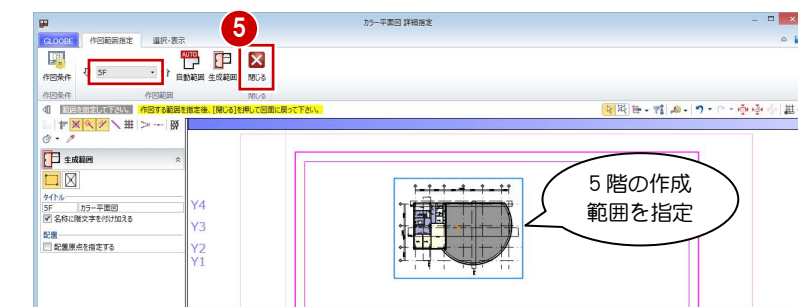 カラー平面図 詳細指定
5
GLOOBE 作図範囲指定 選択・表示
5F
AUTO
作図条件 自動範囲 生成範囲 閉じる
作図条件 作図範囲 閉じる
範囲を指定して下さい。 作図する範囲を指定後、[閉じる]を押して図面に戻って下さい。
生成範囲
タイトル
5F カラー平面図
名称に階文字を付け加える
配置
配置原点を指定する
Y4
Y3
Y2
Y1
5階の作成
範囲を指定